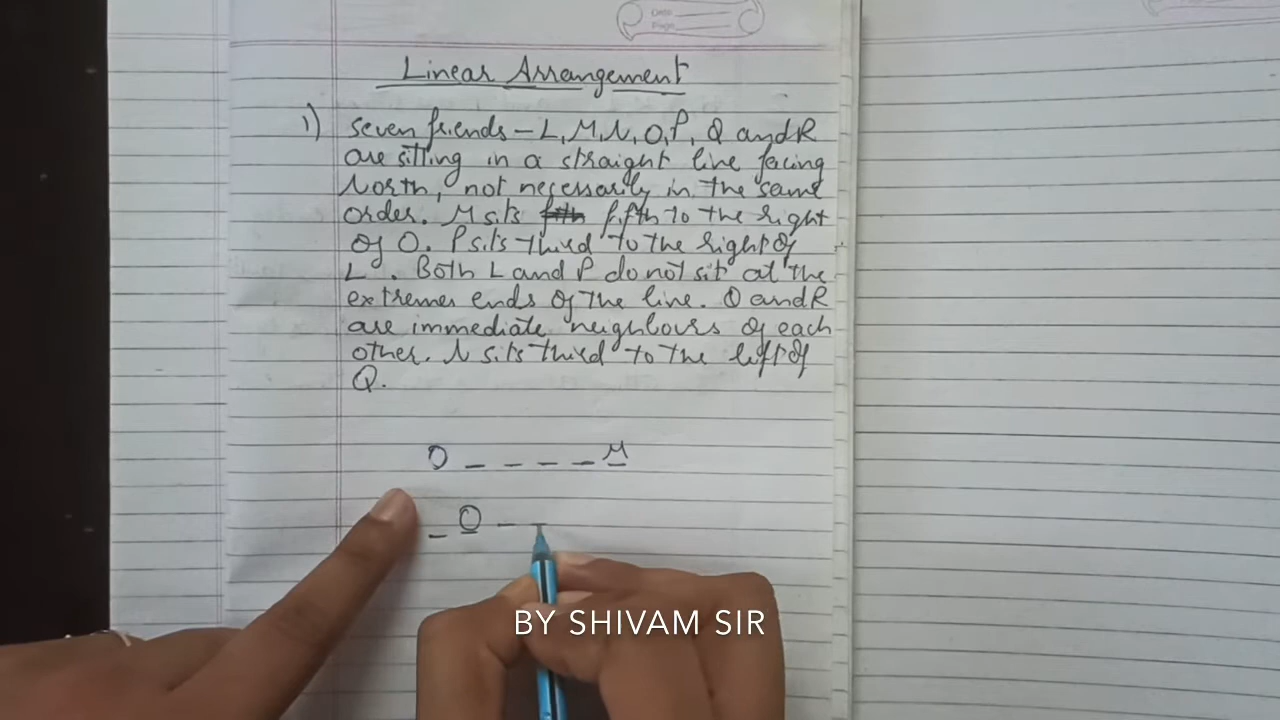 Date
Page
Linear Arrangement
1) Seven friends – L, M, N, O, P, Q and R
are sitting in a straight line facing
North, not necessarily in the same
order. M sits fifth to the right
of O. P sits third to the right of
L. Both L and P do not sit at the
extremes ends of the line. Q and R
are immediate neighbours of each
other. N sits third to the left of
Q.
O _ _ _ _ M
_ O _ _
BY SHIVAM SIR